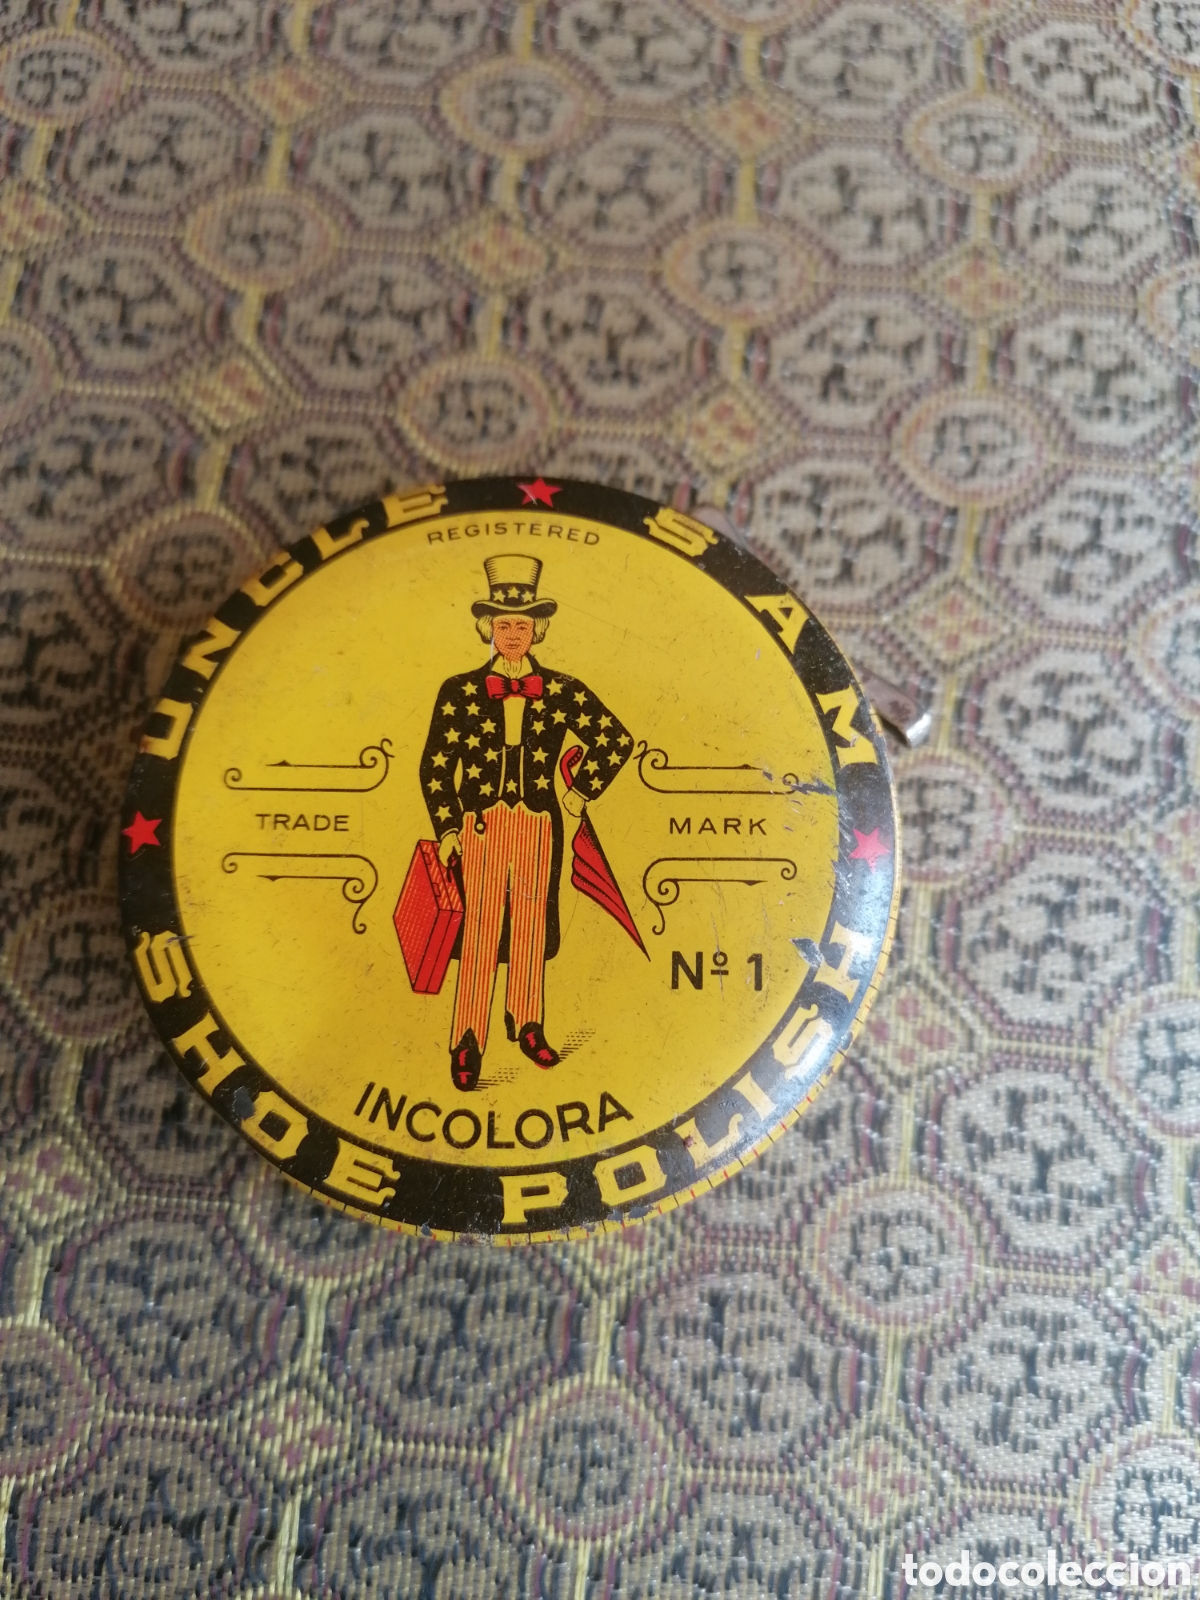 UNCLE SAM
REGISTERED
TRADE MARK
Nº 1
INCOLORA
SHOE POLISH
todocoleccion